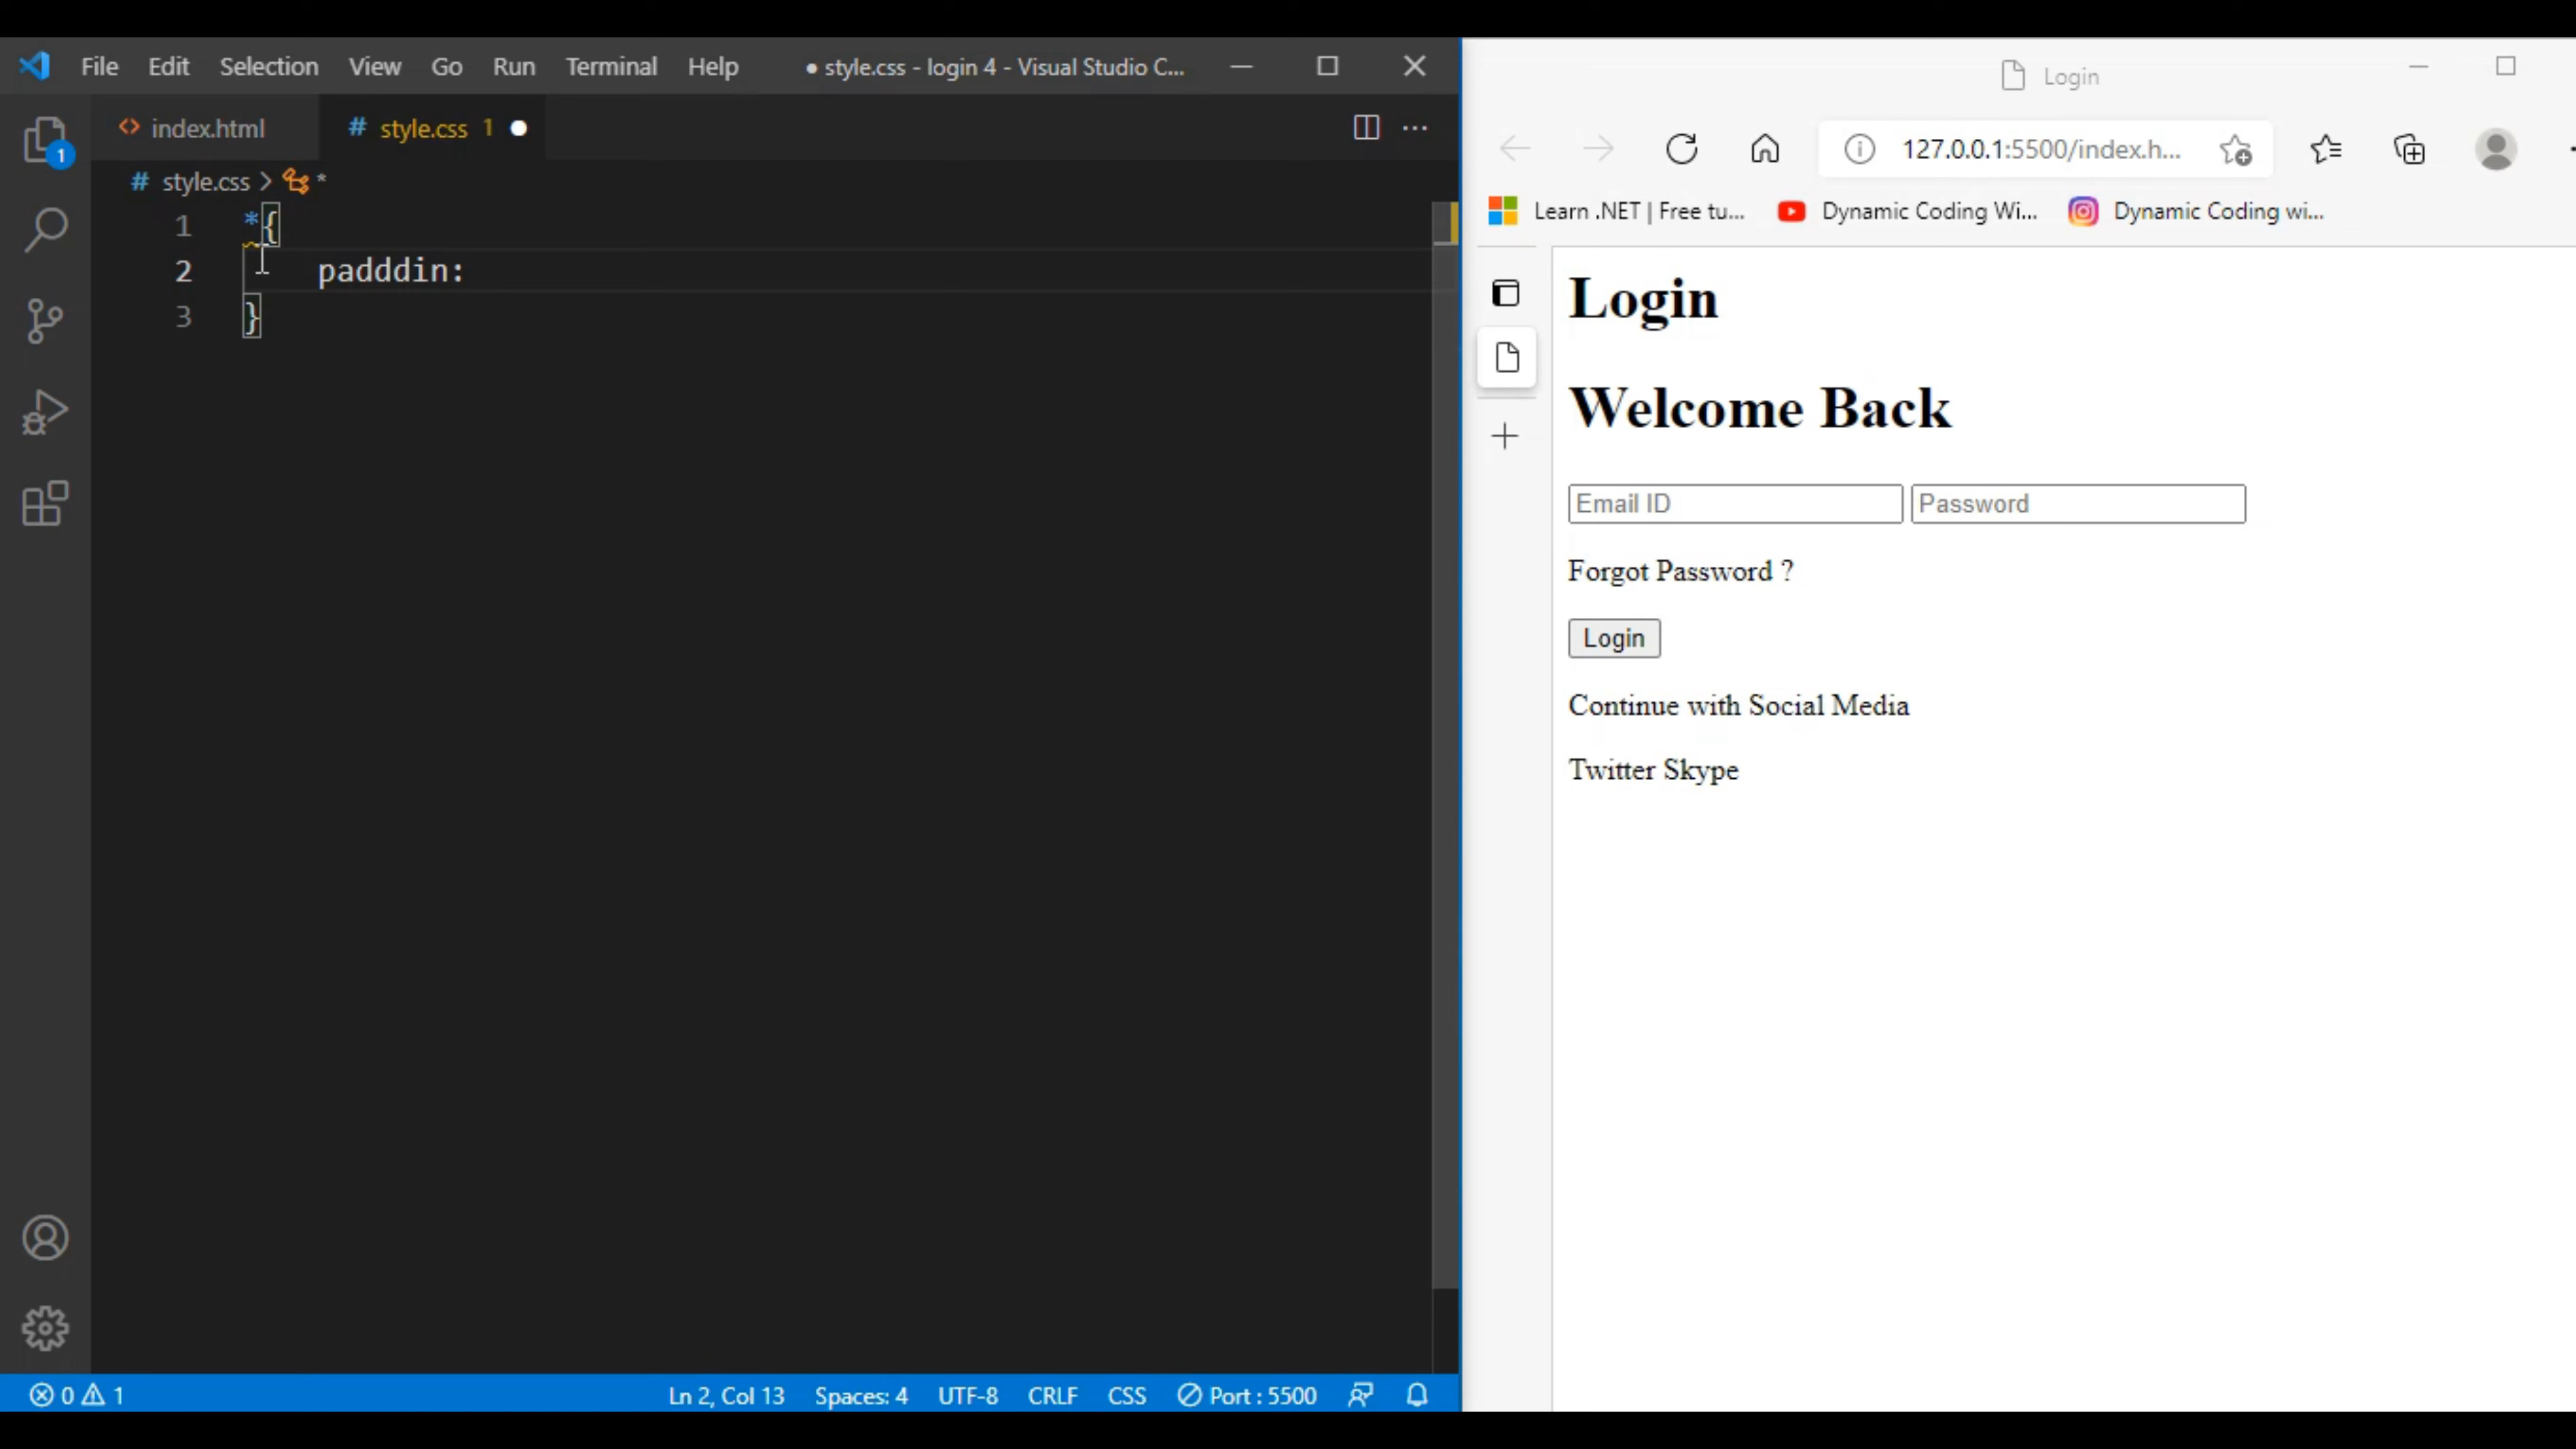 File Edit Selection View Go Run Terminal Help ● style.css - login 4 - Visual Studio C...
index.html # style.css 1
# style.css > *
1 *{
2 padddin:
3 }
1
⊗ 0 ⚠ 1 Ln 2, Col 13 Spaces: 4 UTF-8 CRLF CSS Port : 5500
Login
127.0.0.1:5500/index.h...
Learn .NET | Free tu... Dynamic Coding Wi... Dynamic Coding wi...
Login
Welcome Back
Email ID Password
Forgot Password ?
Login
Continue with Social Media
Twitter Skype